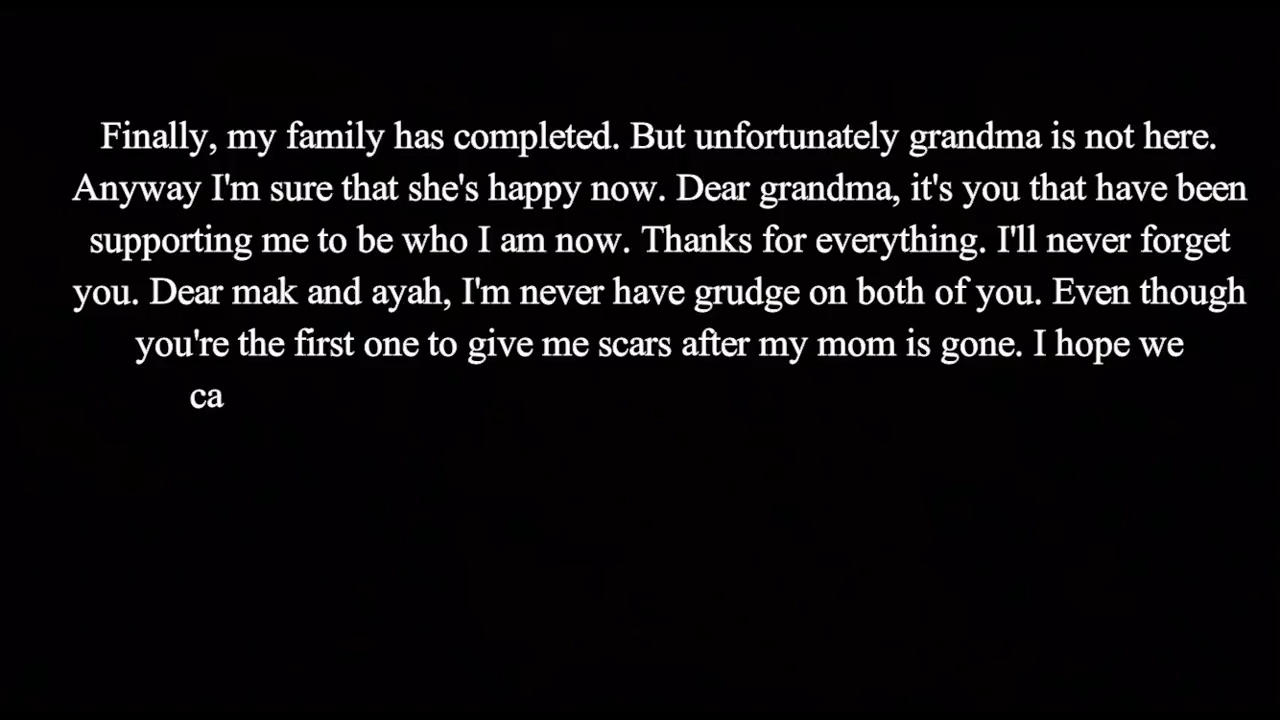 Finally, my family has completed. But unfortunately grandma is not here.
Anyway I'm sure that she's happy now. Dear grandma, it's you that have been
supporting me to be who I am now. Thanks for everything. I'll never forget
you. Dear mak and ayah, I'm never have grudge on both of you. Even though
you're the first one to give me scars after my mom is gone. I hope we
ca